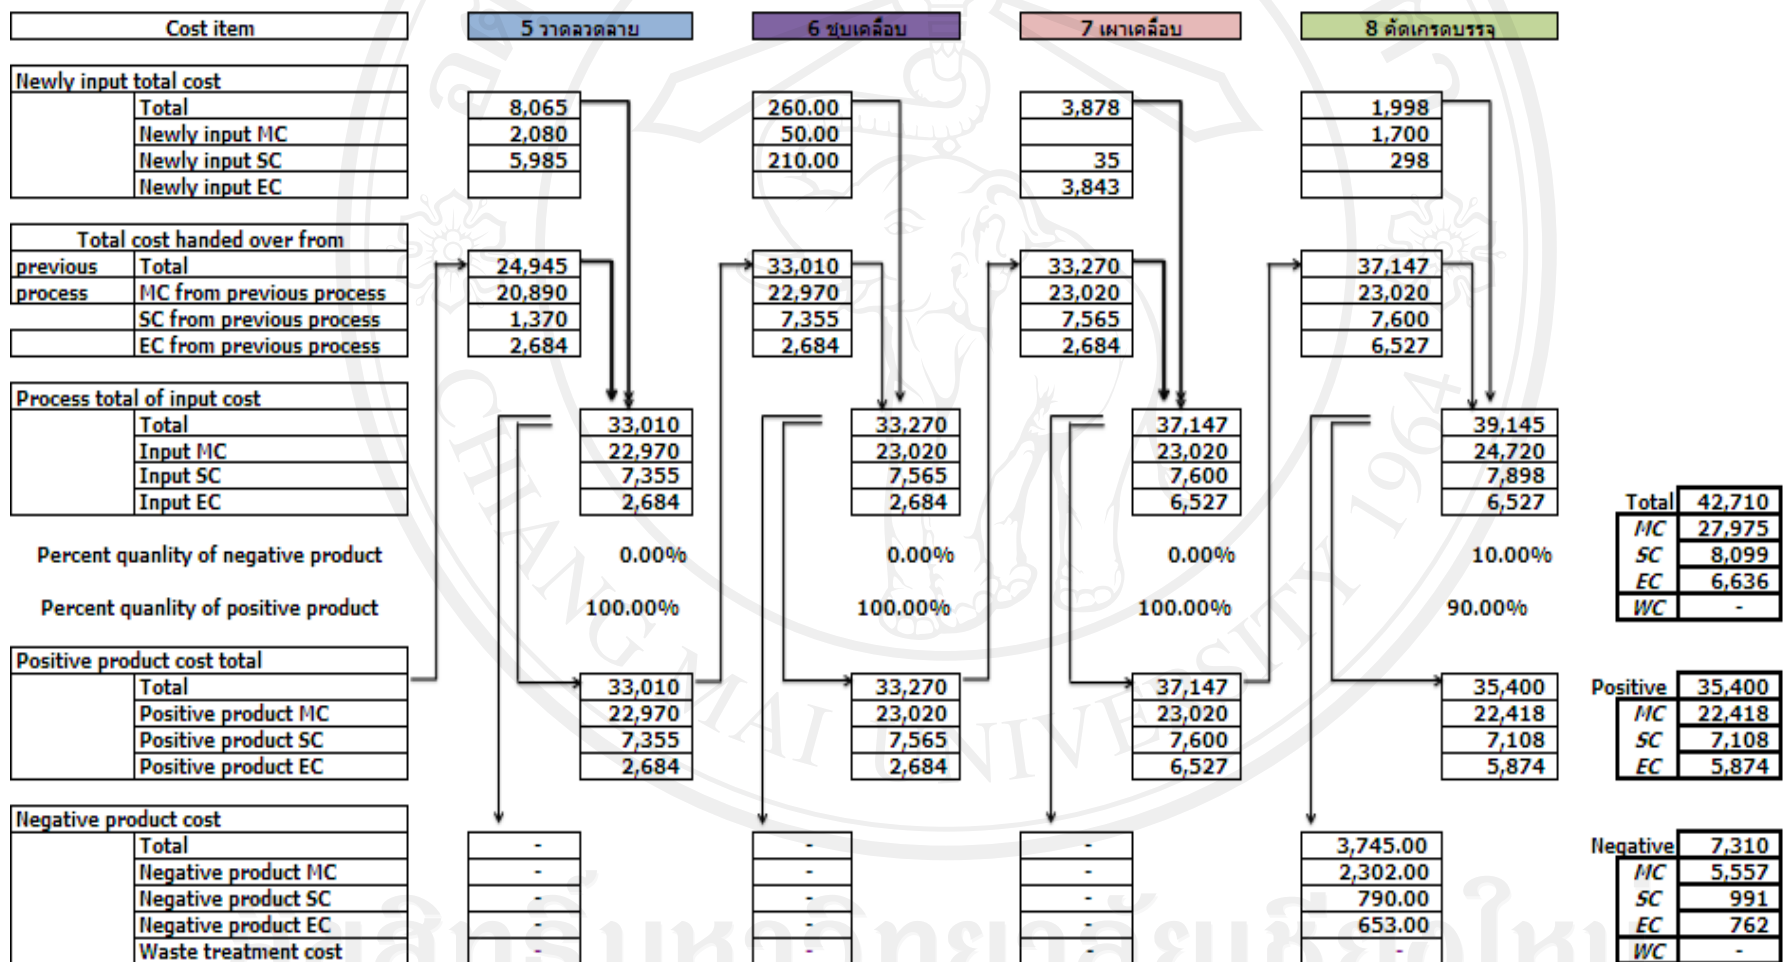 Cost item 5 วาดลวดลาย 6 ชุบเคลือบ 7 เผาเคลือบ 8 คัดเกรดบรรจุ
Newly input total cost
Total 8,065 260.00 3,878 1,998
Newly input MC 2,080 50.00 1,700
Newly input SC 5,985 210.00 35 298
Newly input EC 3,843
Total cost handed over from
previous Total 24,945 33,010 33,270 37,147
process MC from previous process 20,890 22,970 23,020 23,020
SC from previous process 1,370 7,355 7,565 7,600
EC from previous process 2,684 2,684 2,684 6,527
Process total of input cost
Total 33,010 33,270 37,147 39,145
Input MC 22,970 23,020 23,020 24,720
Input SC 7,355 7,565 7,600 7,898
Input EC 2,684 2,684 6,527 6,527
Total 42,710
MC 27,975
Percent quanlity of negative product 0.00% 0.00% 0.00% 10.00% SC 8,099
EC 6,636
Percent quanlity of positive product 100.00% 100.00% 100.00% 90.00% WC -
Positive product cost total
Total 33,010 33,270 37,147 35,400 Positive 35,400
Positive product MC 22,970 23,020 23,020 22,418 MC 22,418
Positive product SC 7,355 7,565 7,600 7,108 SC 7,108
Positive product EC 2,684 2,684 6,527 5,874 EC 5,874
Negative product cost
Total - - - 3,745.00 Negative 7,310
Negative product MC - - - 2,302.00 MC 5,557
Negative product SC - - - 790.00 SC 991
Negative product EC - - - 653.00 EC 762
Waste treatment cost - - - - WC -
CHIANG MAI UNIVERSITY 1964